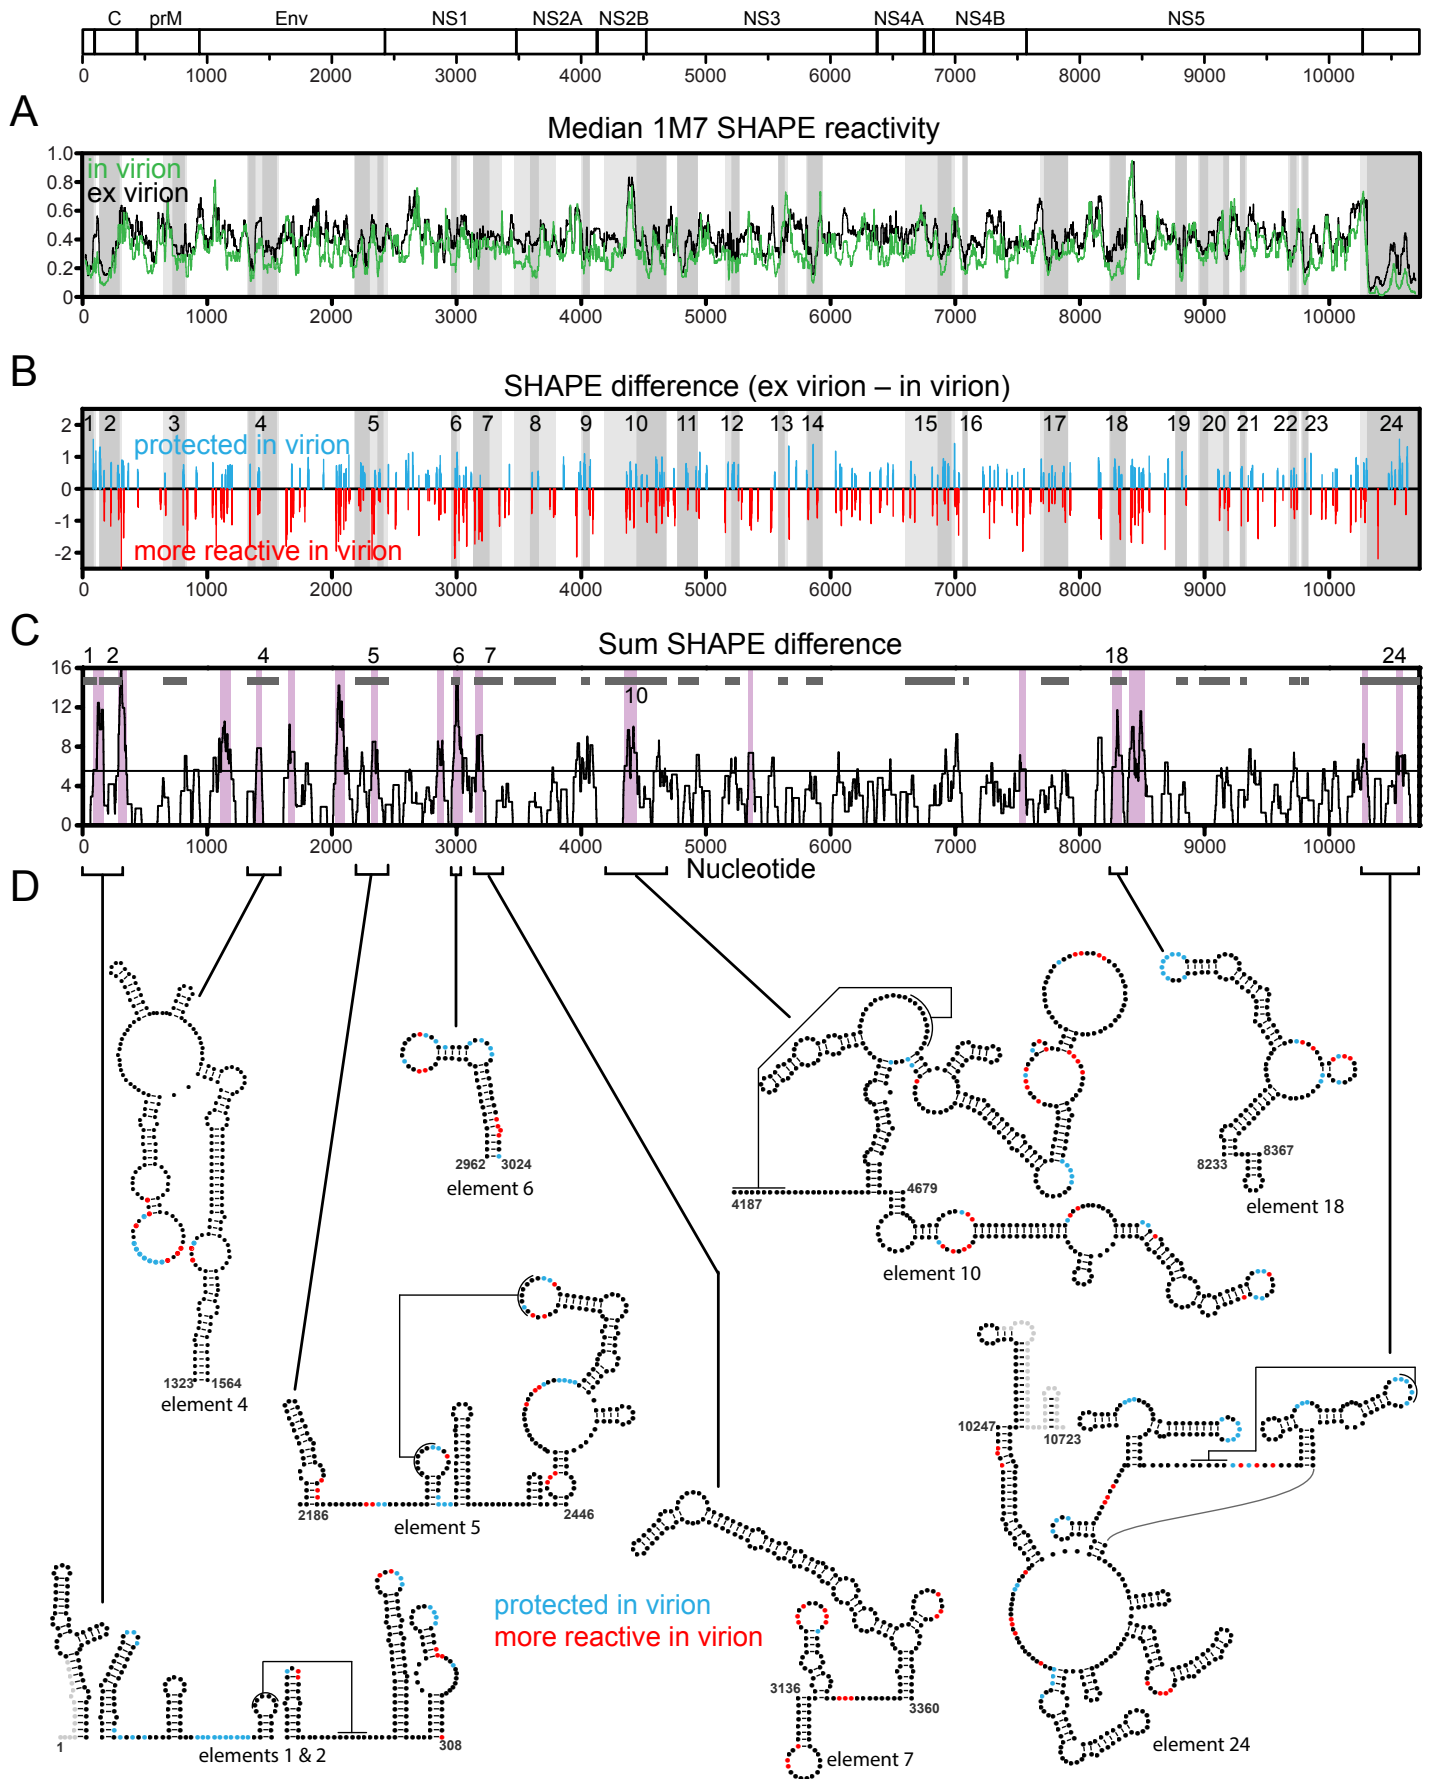 C prM Env NS1 NS2A NS2B NS3 NS4A NS4B NS5
0 1000 2000 3000 4000 5000 6000 7000 8000 9000 10000
A
Median 1M7 SHAPE reactivity
1.0
0.8
0.6
0.4
0.2
0
in virion
ex virion
0 1000 2000 3000 4000 5000 6000 7000 8000 9000 10000
B
SHAPE difference (ex virion – in virion)
2
1
0
-1
-2
1 2 3 4 5 6 7 8 9 10 11 12 13 14 15 16 17 18 19 20 21 22 23 24
protected in virion
more reactive in virion
0 1000 2000 3000 4000 5000 6000 7000 8000 9000 10000
C
Sum SHAPE difference
1 2 4 5 6 7 18 24
10
16
12
8
4
0
0 1000 2000 3000 4000 5000 6000 7000 8000 9000 10000
Nucleotide
D
2962 3024
element 6
8233
8367
element 18
4187
4679
element 10
1323 1564
element 4
2186
2446
element 5
10247
10723
protected in virion
more reactive in virion
3136
3360
element 7
element 24
1
308
elements 1 & 2